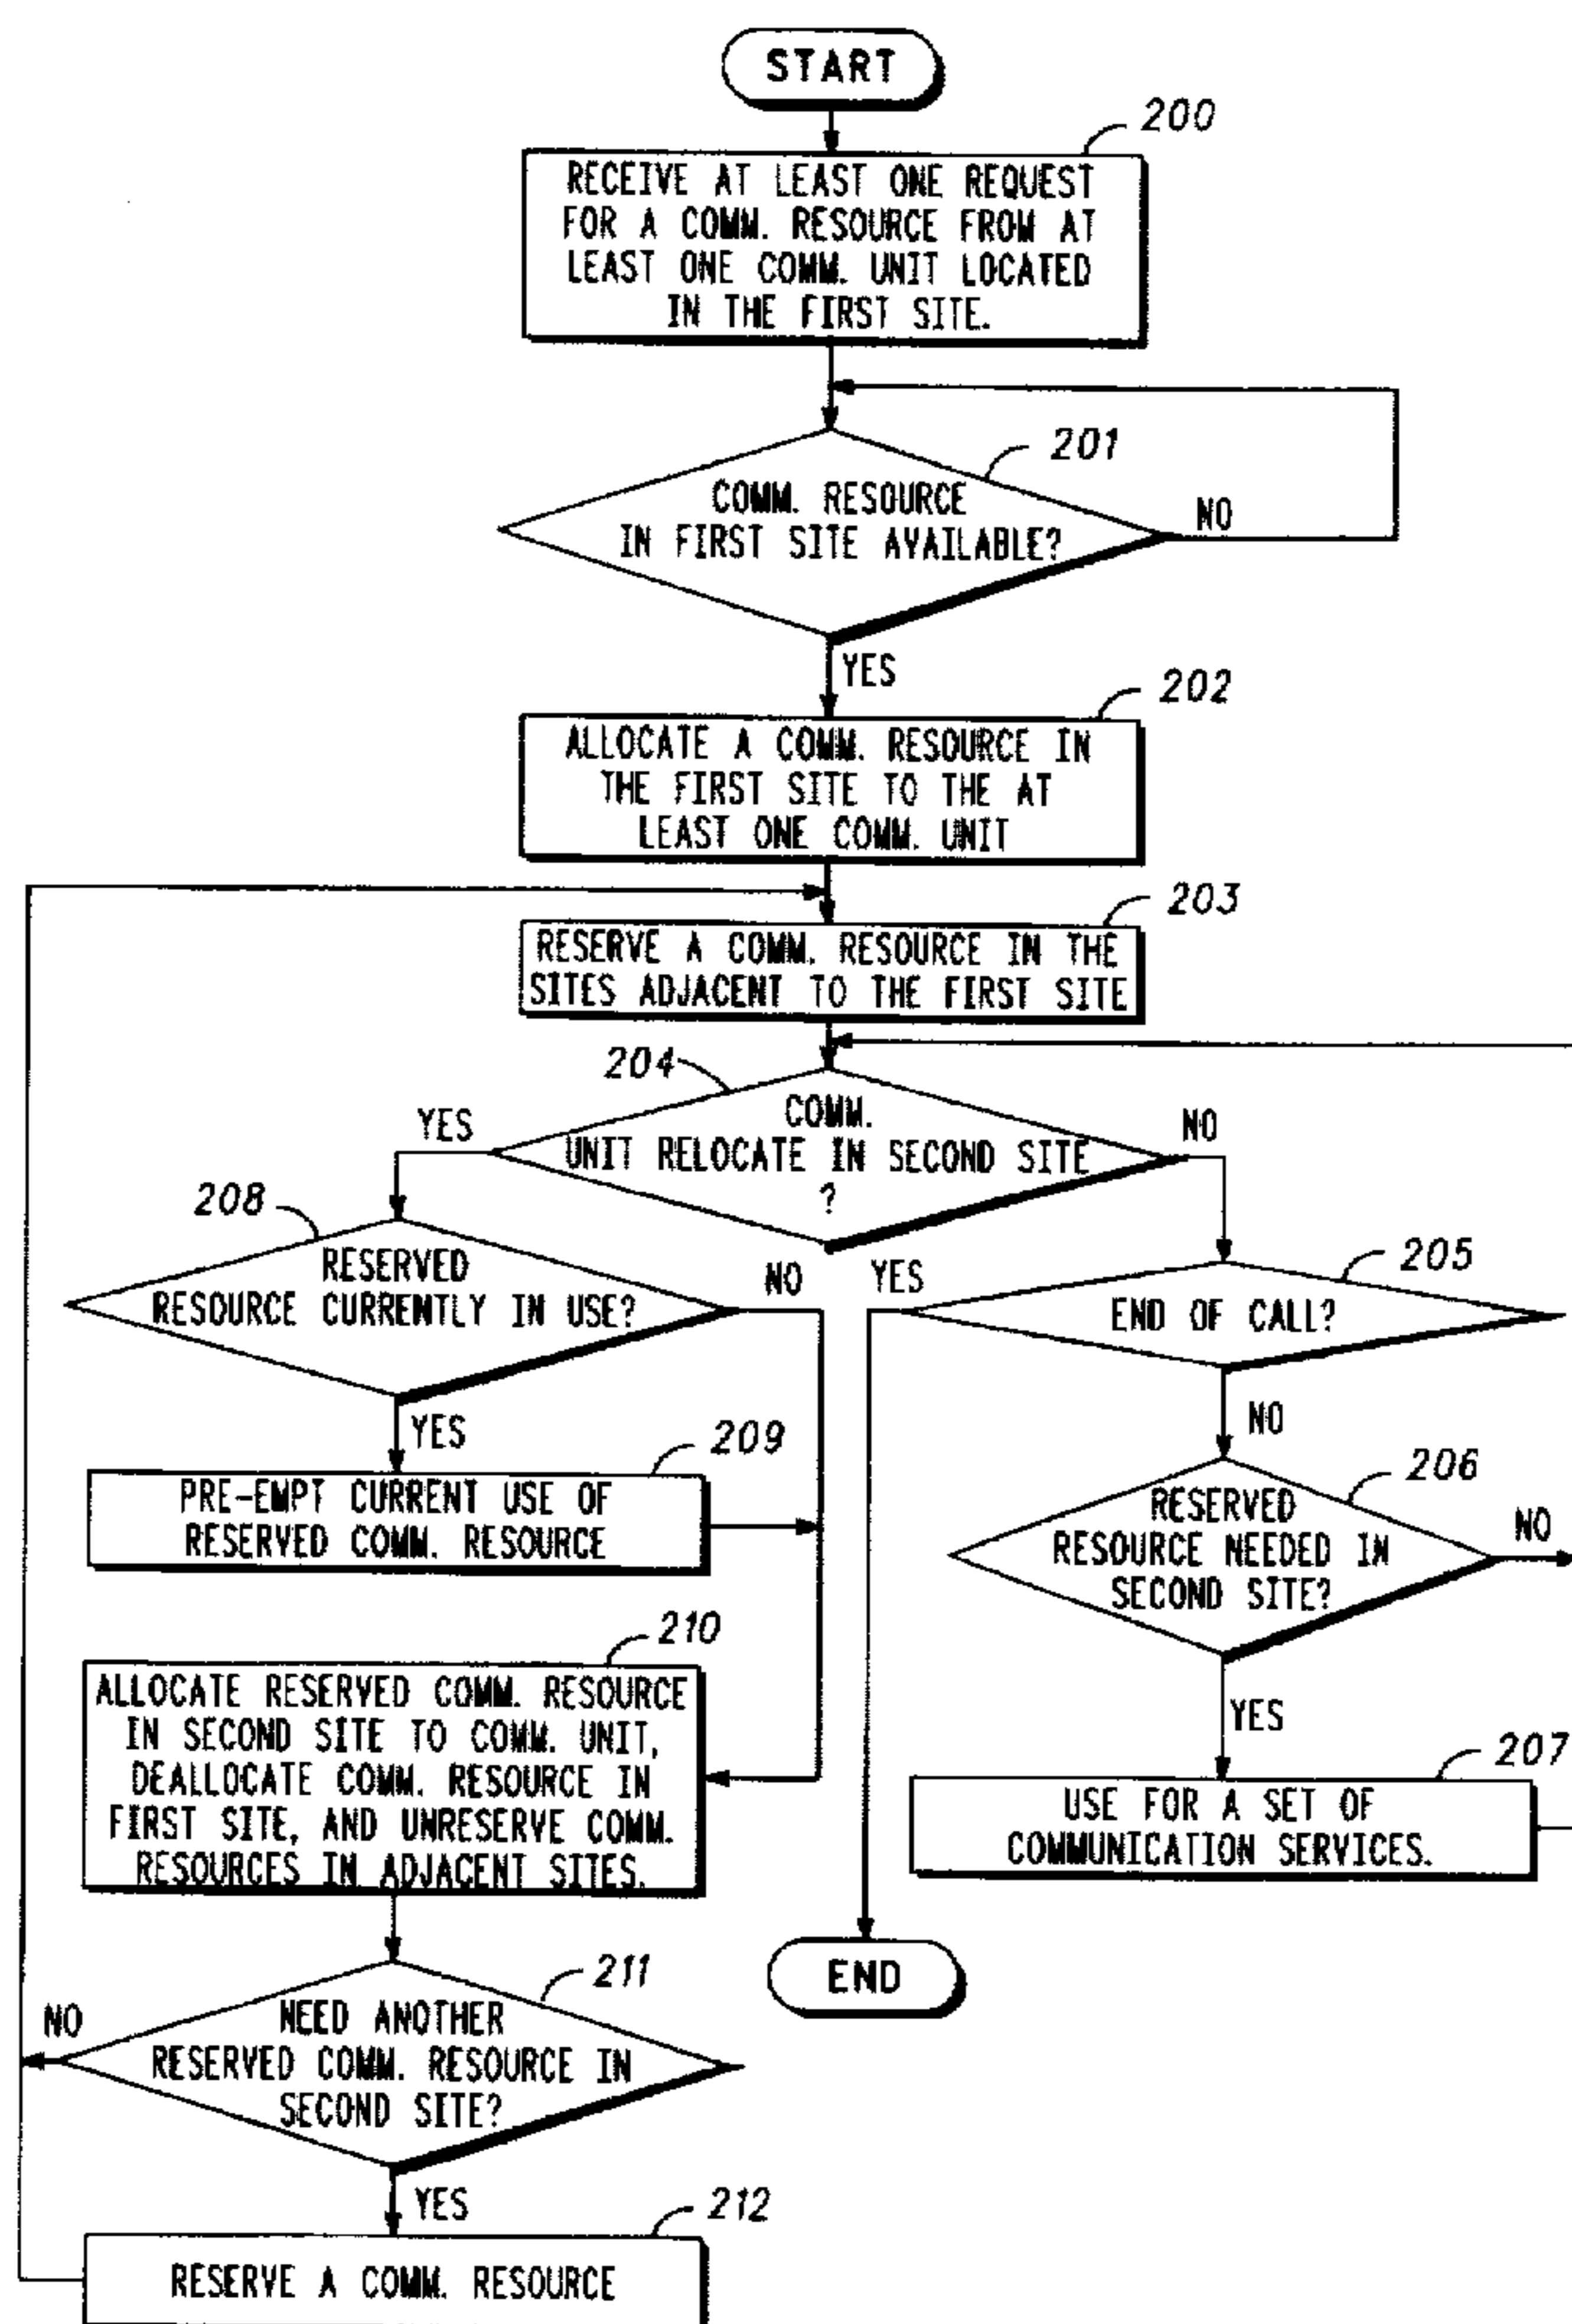 START
200
RECEIVE AT LEAST ONE REQUEST
FOR A COMM. RESOURCE FROM AT
LEAST ONE COMM. UNIT LOCATED
IN THE FIRST SITE.
201
COMM. RESOURCE
IN FIRST SITE AVAILABLE?
NO
YES
202
ALLOCATE A COMM. RESOURCE IN
THE FIRST SITE TO THE AT
LEAST ONE COMM. UNIT
203
RESERVE A COMM. RESOURCE IN THE
SITES ADJACENT TO THE FIRST SITE
204
COMM.
UNIT RELOCATE IN SECOND SITE
?
YES
NO
208
RESERVED
RESOURCE CURRENTLY IN USE?
NO
YES
205
END OF CALL?
YES
NO
209
PRE-EMPT CURRENT USE OF
RESERVED COMM. RESOURCE
206
RESERVED
RESOURCE NEEDED IN
SECOND SITE?
NO
YES
210
ALLOCATE RESERVED COMM. RESOURCE
IN SECOND SITE TO COMM. UNIT,
DEALLOCATE COMM. RESOURCE IN
FIRST SITE, AND UNRESERVE COMM.
RESOURCES IN ADJACENT SITES.
207
USE FOR A SET OF
COMMUNICATION SERVICES.
END
211
NEED ANOTHER
RESERVED COMM. RESOURCE IN
SECOND SITE?
NO
YES
212
RESERVE A COMM. RESOURCE